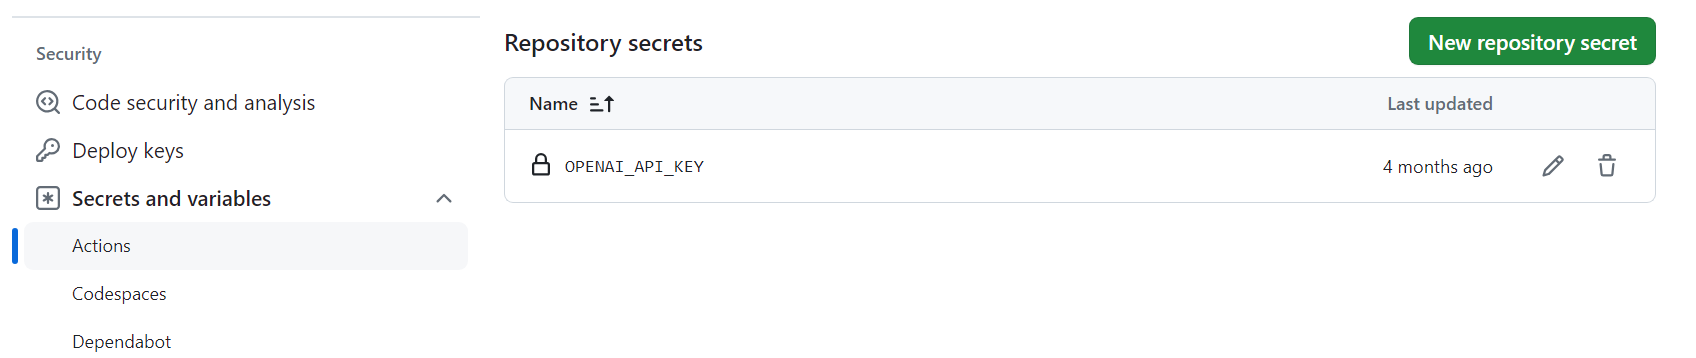 Security
Code security and analysis
Deploy keys
Secrets and variables
Actions
Codespaces
Dependabot
Repository secrets
New repository secret
Name Last updated
OPENAI_API_KEY 4 months ago